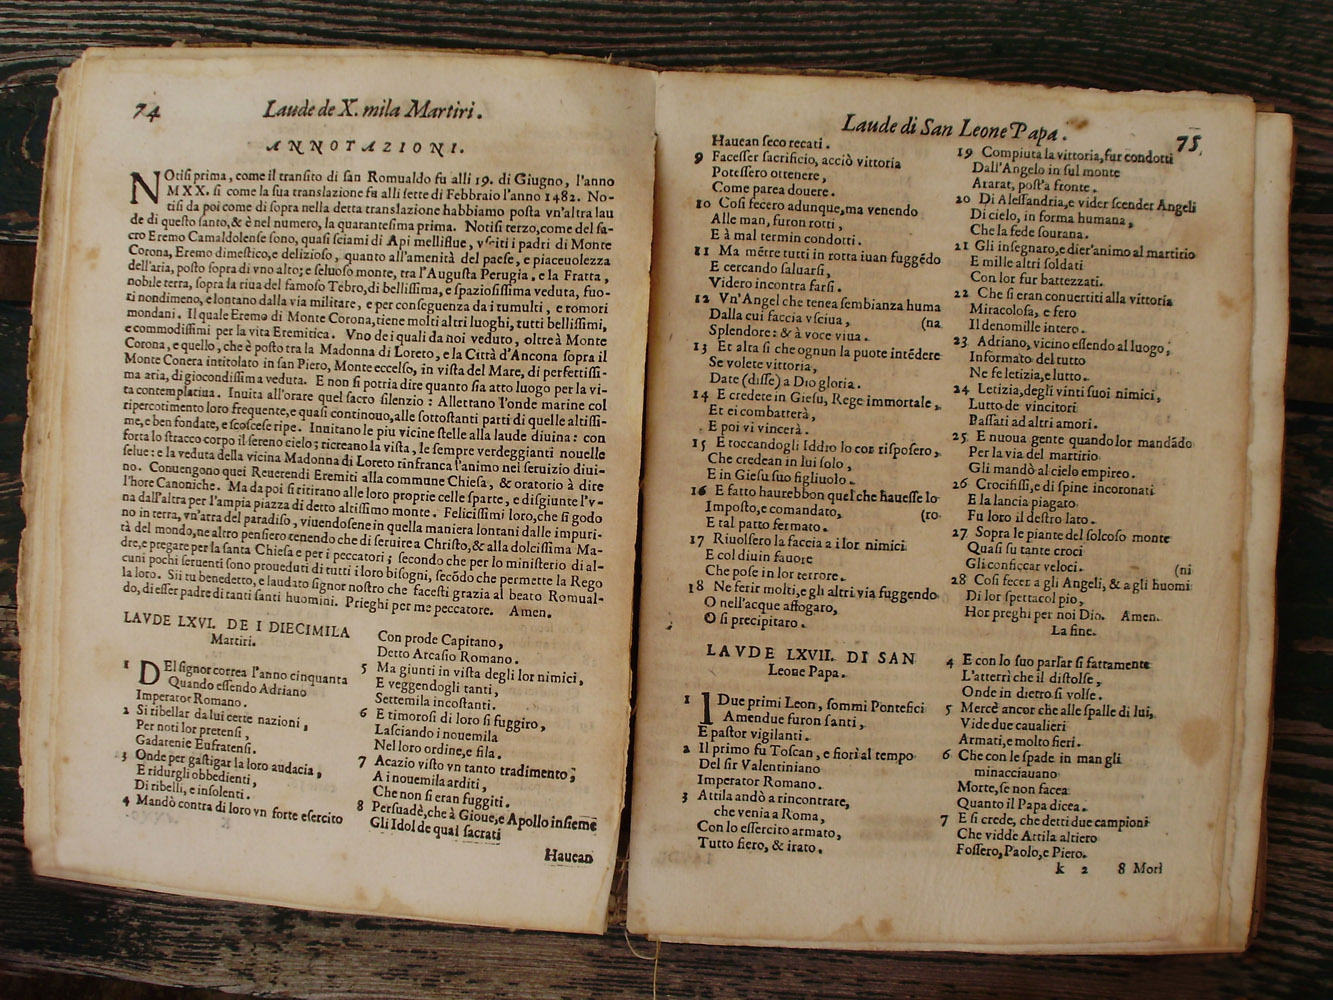 74
Laude de X. mila Martiri.
ANNOTAZIONI.
NOtisi prima, come il transito di san Romualdo fu alli 19. di Giugno, l'anno
MXX. si come la sua translazione fu alli sette di Febbraio l'anno 1482. No-
tisi da poi come di sopra nella detta translazione habbiamo posta vn'altra lau
de di questo santo, & è nel numero, la quarantesima prima. Notisi terzo, come del sa-
cro Eremo Camaldolense sono, quasi sciami di Api melliflue, vsciti i padri di Monte
Corona, Eremo dimestico, e delizioso, quanto all'amenità del paese, e piaceuolezza
dell'aria, posto sopra di vno alto; e seluoso monte, tra l'Augusta Perugia, e la Fratta,
nobile terra, sopra la riua del famoso Tebro, di bellissima, e spaziosissima veduta, fuo-
ri nondimeno, e lontano dalla via militare, e per conseguenza da i tumulti, e romori
mondani. Il quale Eremo di Monte Corona, tiene molti altri luoghi, tutti bellissimi,
e commodissimi per la vita Eremitica. Vno de i quali da noi veduto, oltre à Monte
Corona, e quello, che è posto tra la Madonna di Loreto, e la Città d'Ancona sopra il
Monte Conera intitolato in san Piero, Monte eccelso, in vista del Mare, di perfettissi-
ma aria, di giocondissima veduta. E non si potria dire quanto sia atto luogo per la vi-
ta contemplatiua. Inuita all'orare quel sacro silenzio: Allettano l'onde marine col
ripercotimento loro frequente, e quasi continouo, alle sottostanti parti di quelle altissi-
me, e ben fondate, e scoscese ripe. Inuitano le piu vicine stelle alla laude diuina: con
forta lo stracco corpo il sereno cielo; ricreano la vista, le sempre verdeggianti nouelle
selue: e la veduta della vicina Madonna di Loreto rinfranca l'animo nel seruizio diui-
no. Conuengono quei Reuerendi Eremiti alla commune Chiesa, & oratorio à dire
l'hore Canoniche. Ma da poi si ritirano alle loro proprie celle sparte, e disgiunte l'v-
na dall'altra per l'ampia piazza di detto altissimo monte. Felicissimi loro, che si godo
no in terra, vn'arra del paradiso, viuendosene in quella maniera lontani dalle impuri-
tà del mondo, ne altro pensiero tenendo che di seruire a Christo, & alla dolcissima Ma-
dre, e pregare per la santa Chiesa e per i peccatori; secondo che per lo ministerio di al-
cuni pochi seruenti sono proueduti di tutti i loro bisogni, secōdo che permette la Rego
la loro. Sii tu benedetto, e laudato signor nostro che facesti grazia al beato Romual-
do, di esser padre di tanti santi huomini. Prieghi per me peccatore. Amen.
LAVDE LXVI. DE I DIECIMILA
Martiri.
1 DEl signor correa l'anno cinquanta
Quando essendo Adriano
Imperator Romano.
2 Si ribellar da lui certe nazioni,
Per noti lor pretensi,
Gadareni e Eufratensi.
3 Onde per gastigar la loro audacia,
E ridurgli obbedienti,
Di ribelli, e insolenti.
4 Mandò contra di loro vn forte esercito
Con prode Capitano,
Detto Arcasio Romano.
5 Ma giunti in vista degli lor nimici,
E veggendogli tanti,
Settemila incostanti.
6 E timorosi di loro si fuggiro,
Lasciando i nouemila
Nel loro ordine, e fila.
7 Acazio visto vn tanto tradimento;
A i nouemila arditi,
Che non si eran fuggiti.
8 Persuadè, che à Gioue, e Apollo insieme
Gli Idol de quai sacrati
Haucan
Laude di San Leone Papa.
75
Haucan seco recati.
9 Facesser sacrificio, acciò vittoria
Potessero ottenere,
Come parea douere.
10 Così fecero adunque, ma venendo
Alle man, furon rotti,
E à mal termin condotti.
11 Ma mētre tutti in rotta iuan fuggēdo
E cercando saluarsi,
Videro incontra farsi.
12 Vn'Angel che tenea sembianza huma
Dalla cui faccia vsciua, (na
Splendore: & à voce viua.
13 Et alta sì che ognun la puote intēdere
Se volete vittoria,
Date (disse) a Dio gloria.
14 E credete in Giesu, Rege immortale,
Et ei combatterà,
E poi vi vincerà.
15 E toccandogli Iddio lo cor risposero,
Che credean in lui solo,
E in Giesu suo figliuolo.
16 E fatto haurebbon quel che hauesse lo
Imposto, e comandato, (ro.
E tal patto fermato.
17 Riuolsero la faccia a i lor nimici
E col diuin fauore
Che pose in lor terrore.
18 Ne ferir molti, e gli altri via fuggendo
O nell'acque affogaro,
O si precipitaro.
19 Compiuta la vittoria, fur condotti
Dall'Angelo in sul monte
Ararat, post'a fronte.
20 Di Alessandria, e vider scender Angeli
Di cielo, in forma humana,
Che la fede sourana.
21 Gli insegnaro, e dier'animo al martirio
E mille altri soldati
Con lor fur battezzati.
22 Che si eran conuertiti alla vittoria
Miracolosa, e fero
Il denomille intero.
23 Adriano, vicino essendo al luogo,
Informato del tutto
Ne fe letizia, e lutto.
24 Letizia, degli vinti suoi nimici,
Lutto de vincitori
Passati ad altri amori.
25 E nuoua gente quando lor mandādo
Per la via del martirio
Gli mandò al cielo empireo.
26 Crocifissi, e di spine incoronati
E la lancia piagato
Fu loro il destro lato.
27 Sopra le piante del solcoso monte
Quasi su tante croci
Gli conficcar veloci. (ni
28 Così fecer a gli Angeli, & a gli huomi
Di lor spettacol pio,
Hor preghi per noi Dio. Amen.
La fine.
LAVDE LXVII. DI SAN
Leone Papa.
1 I Due primi Leon, sommi Pontefici
Amendue furon santi,
E pastor vigilanti.
2 Il primo fu Toscan, e fiorì al tempo
Del sir Valentiniano
Imperator Romano.
3 Attila andò a rincontrare,
che venia a Roma,
Con lo essercito armato,
Tutto fiero, & irato.
4 E con lo suo parlar sì fattamente
L'atterrì che il distolse,
Onde in dietro si volse.
5 Mercè ancor che alle spalle di lui,
Vide due caualieri
Armati, e molto fieri.
6 Che con le spade in man gli
minacciauano
Morte, se non facea
Quanto il Papa dicea.
7 E si crede, che detti due campioni
Che vidde Attila altiero
Fossero, Paolo, e Piero.
k 2 8 Morì